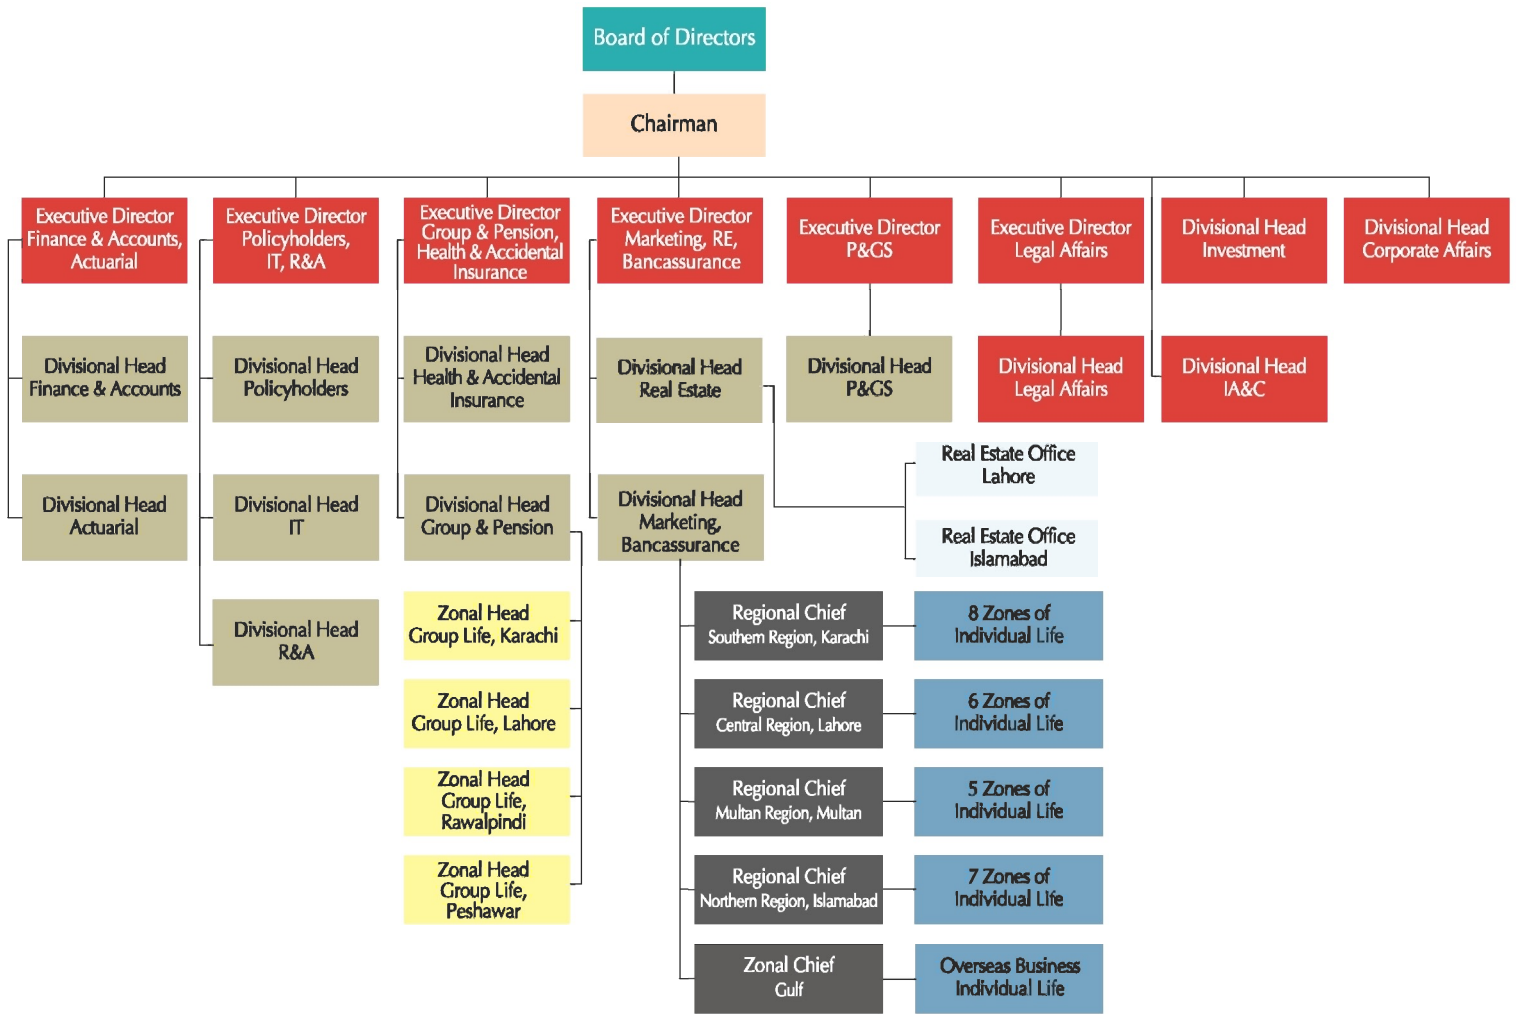 Board of Directors
Chairman
Executive Director
Finance & Accounts,
Actuarial
Executive Director
Policyholders,
IT, R&A
Executive Director
Group & Pension,
Health & Accidental
Insurance
Executive Director
Marketing, RE,
Bancassurance
Executive Director
P&GS
Executive Director
Legal Affairs
Divisional Head
Investment
Divisional Head
Corporate Affairs
Divisional Head
Finance & Accounts
Divisional Head
Policyholders
Divisional Head
Health & Accidental
Insurance
Divisional Head
Real Estate
Divisional Head
P&GS
Divisional Head
Legal Affairs
Divisional Head
IA&C
Real Estate Office
Lahore
Real Estate Office
Islamabad
Divisional Head
Actuarial
Divisional Head
IT
Divisional Head
Group & Pension
Divisional Head
Marketing,
Bancassurance
Divisional Head
R&A
Zonal Head
Group Life, Karachi
Zonal Head
Group Life, Lahore
Zonal Head
Group Life,
Rawalpindi
Zonal Head
Group Life,
Peshawar
Regional Chief
Southern Region, Karachi
8 Zones of
Individual Life
Regional Chief
Central Region, Lahore
6 Zones of
Individual Life
Regional Chief
Multan Region, Multan
5 Zones of
Individual Life
Regional Chief
Northern Region, Islamabad
7 Zones of
Individual Life
Zonal Chief
Gulf
Overseas Business
Individual Life